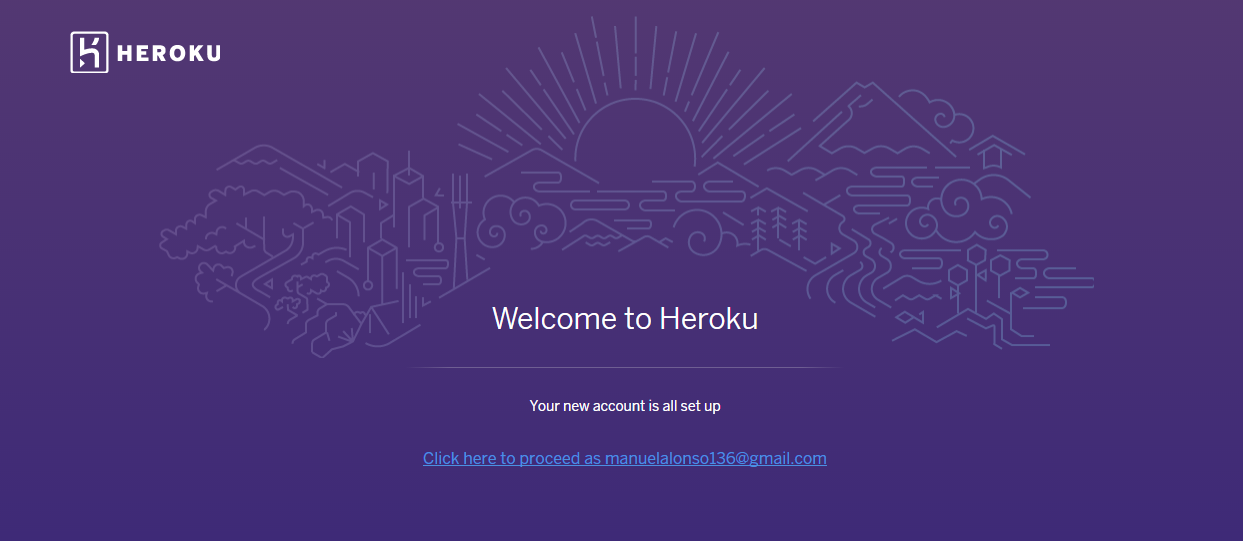 HEROKU
Welcome to Heroku
Your new account is all set up
Click here to proceed as manuelalonso136@gmail.com